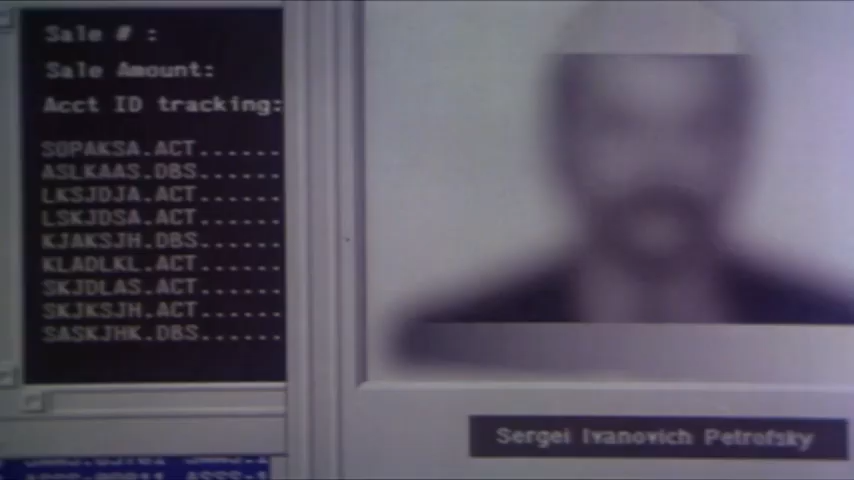 Sale # :
Sale Amount:
Acct ID tracking:
SOPAKSA.ACT......
ASLKAAS.DBS......
LKSJDJA.ACT......
LSKJDSA.ACT......
KJAKSJH.DBS......
KLADLKL.ACT......
SKJDLAS.ACT......
SKJKSJH.ACT......
SASKJHK.DBS......
Sergei Ivanovich Petrofsky